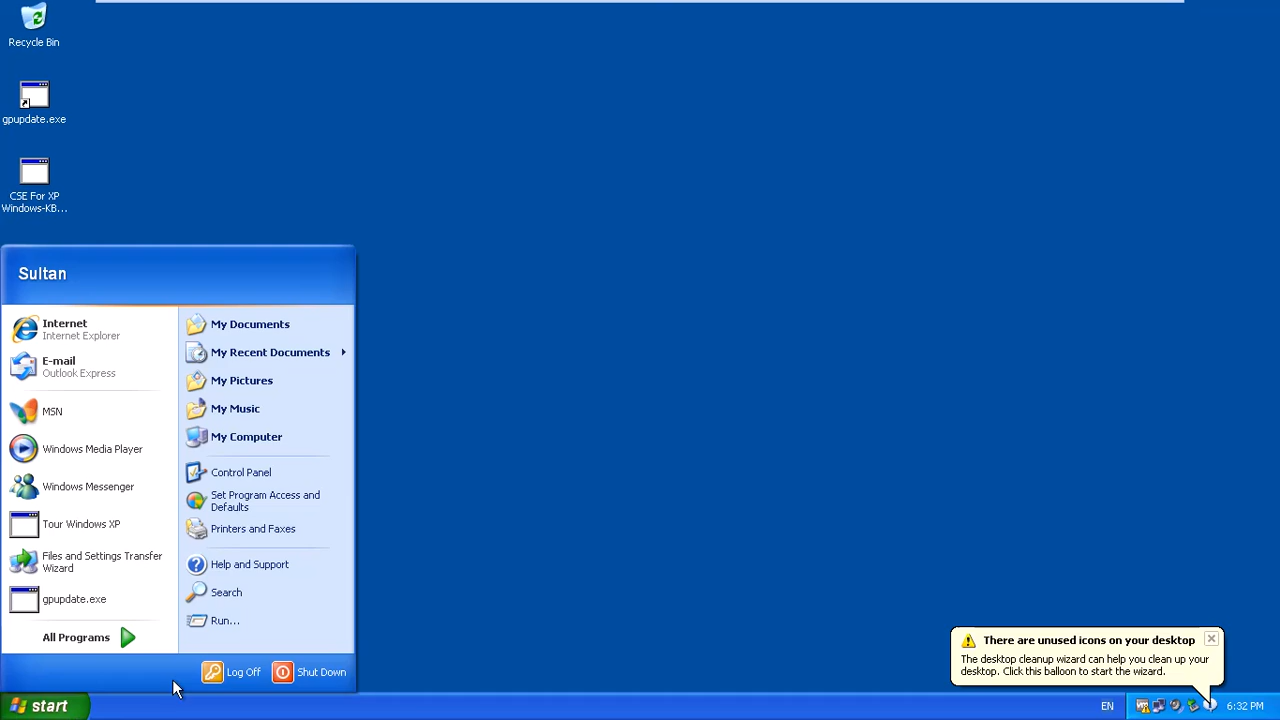 Recycle Bin
gpupdate.exe
CSE For XP
Windows-KB...
Sultan
Internet
Internet Explorer
E-mail
Outlook Express
MSN
Windows Media Player
Windows Messenger
Tour Windows XP
Files and Settings Transfer
Wizard
gpupdate.exe
All Programs
My Documents
My Recent Documents
My Pictures
My Music
My Computer
Control Panel
Set Program Access and
Defaults
Printers and Faxes
Help and Support
Search
Run...
Log Off
Shut Down
There are unused icons on your desktop
The desktop cleanup wizard can help you clean up your
desktop. Click this balloon to start the wizard.
start
EN
6:32 PM